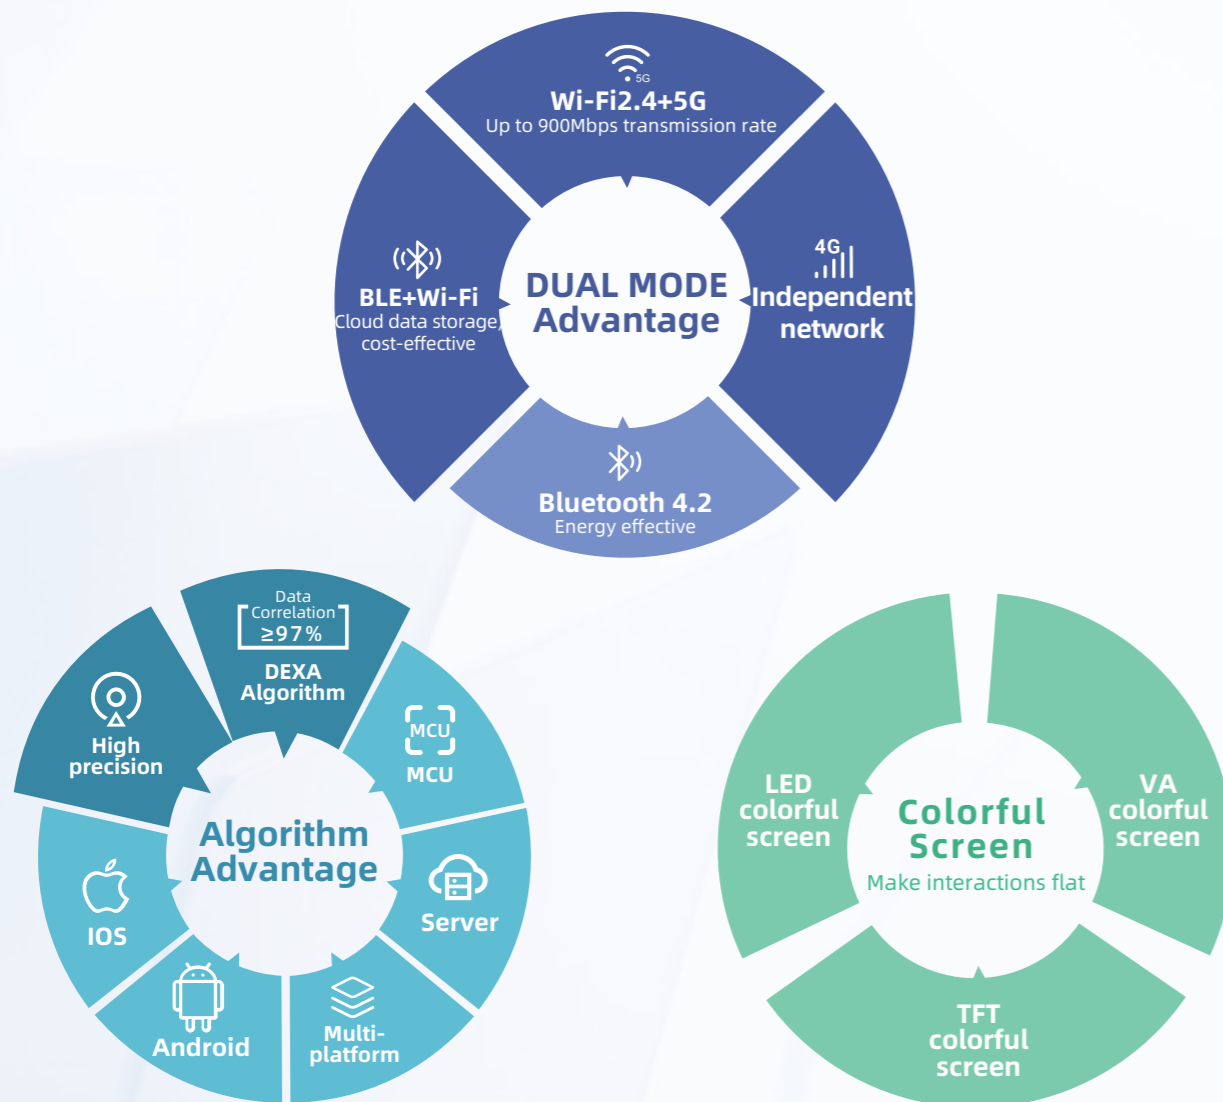 5G
Wi-Fi2.4+5G
Up to 900Mbps transmission rate
BLE+Wi-Fi
Cloud data storage,
cost-effective
DUAL MODE
Advantage
4G
Independent
network
Bluetooth 4.2
Energy effective
Data
Correlation
≥97%
DEXA
Algorithm
High
precision
MCU
MCU
Algorithm
Advantage
Server
IOS
Android
Multi-
platform
LED
colorful
screen
Colorful
Screen
Make interactions flat
VA
colorful
screen
TFT
colorful
screen